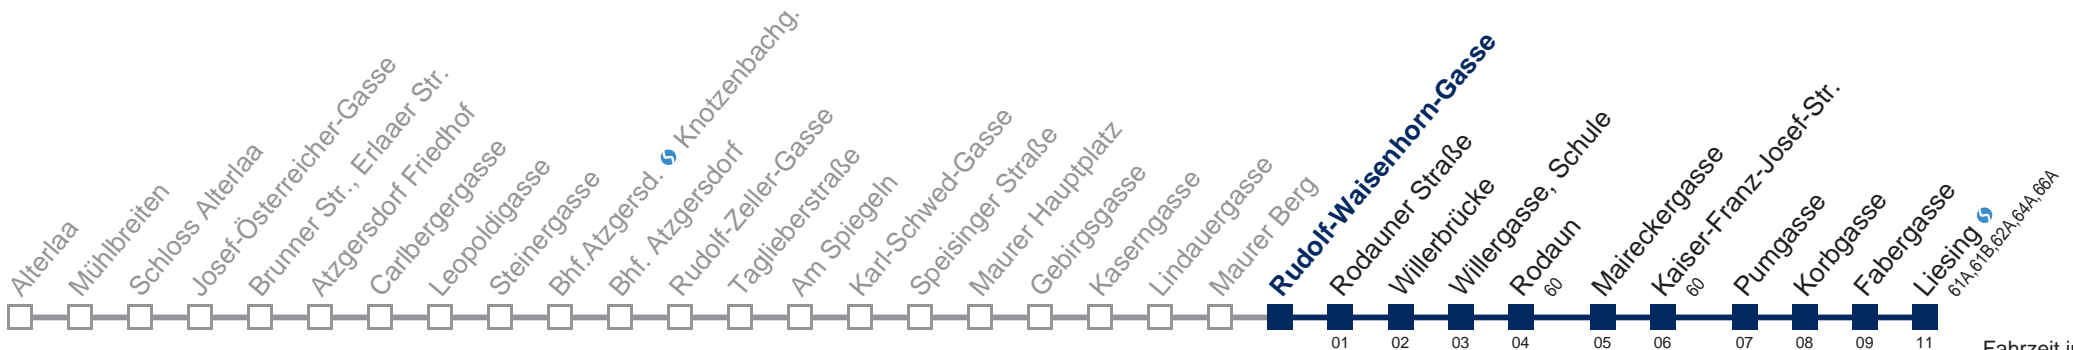 Alterlaa
Mühlbreiten
Schloss Alterlaa
Josef-Österreicher-Gasse
Brunner Str., Erlaaer Str.
Atzgersdorf Friedhof
Carlbergergasse
Leopoldigasse
Steinergasse
Bhf.Atzgersd. Knotzenbachg.
Bhf. Atzgersdorf
Rudolf-Zeller-Gasse
Taglieberstraße
Am Spiegeln
Karl-Schwed-Gasse
Speisinger Straße
Maurer Hauptplatz
Gebirgsgasse
Kaserngasse
Lindauergasse
Maurer Berg
Rudolf-Waisenhorn-Gasse
Rodauner Straße
01
Willerbrücke
02
Willergasse, Schule
03
Rodaun
60
04
Maireckergasse
05
Kaiser-Franz-Josef-Str.
60
06
Pumgasse
07
Korbgasse
08
Fabergasse
09
Liesing
61A,61B,62A,64A,66A
11
Fahrzeit